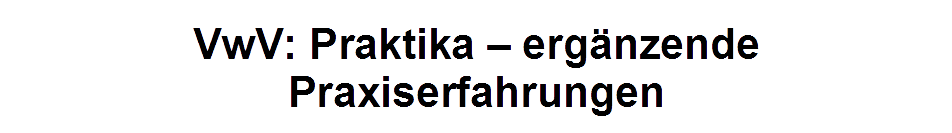 VwV: Praktika – ergänzende
Praxiserfahrungen